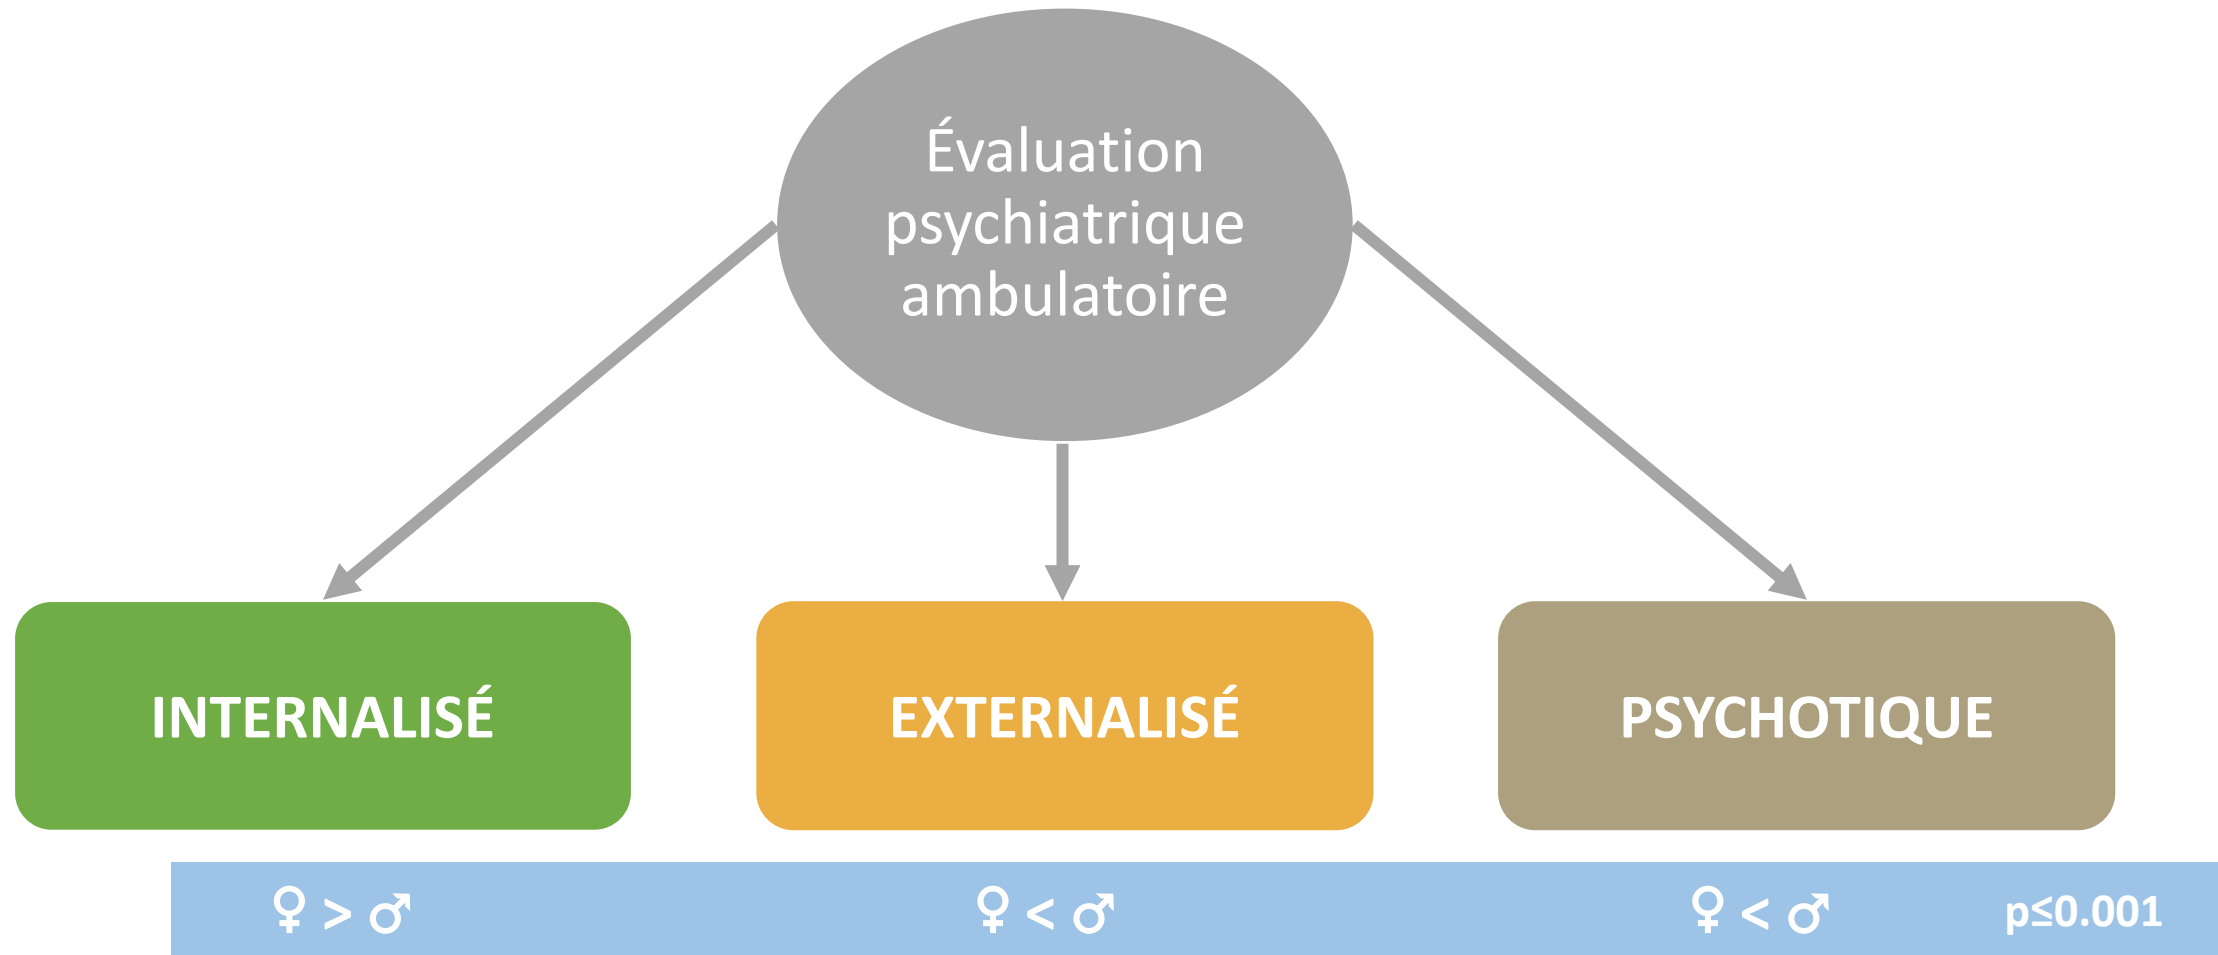 Évaluation
psychiatrique
ambulatoire
INTERNALISÉ
EXTERNALISÉ
PSYCHOTIQUE
♀ > ♂
♀ < ♂
♀ < ♂
p≤0.001